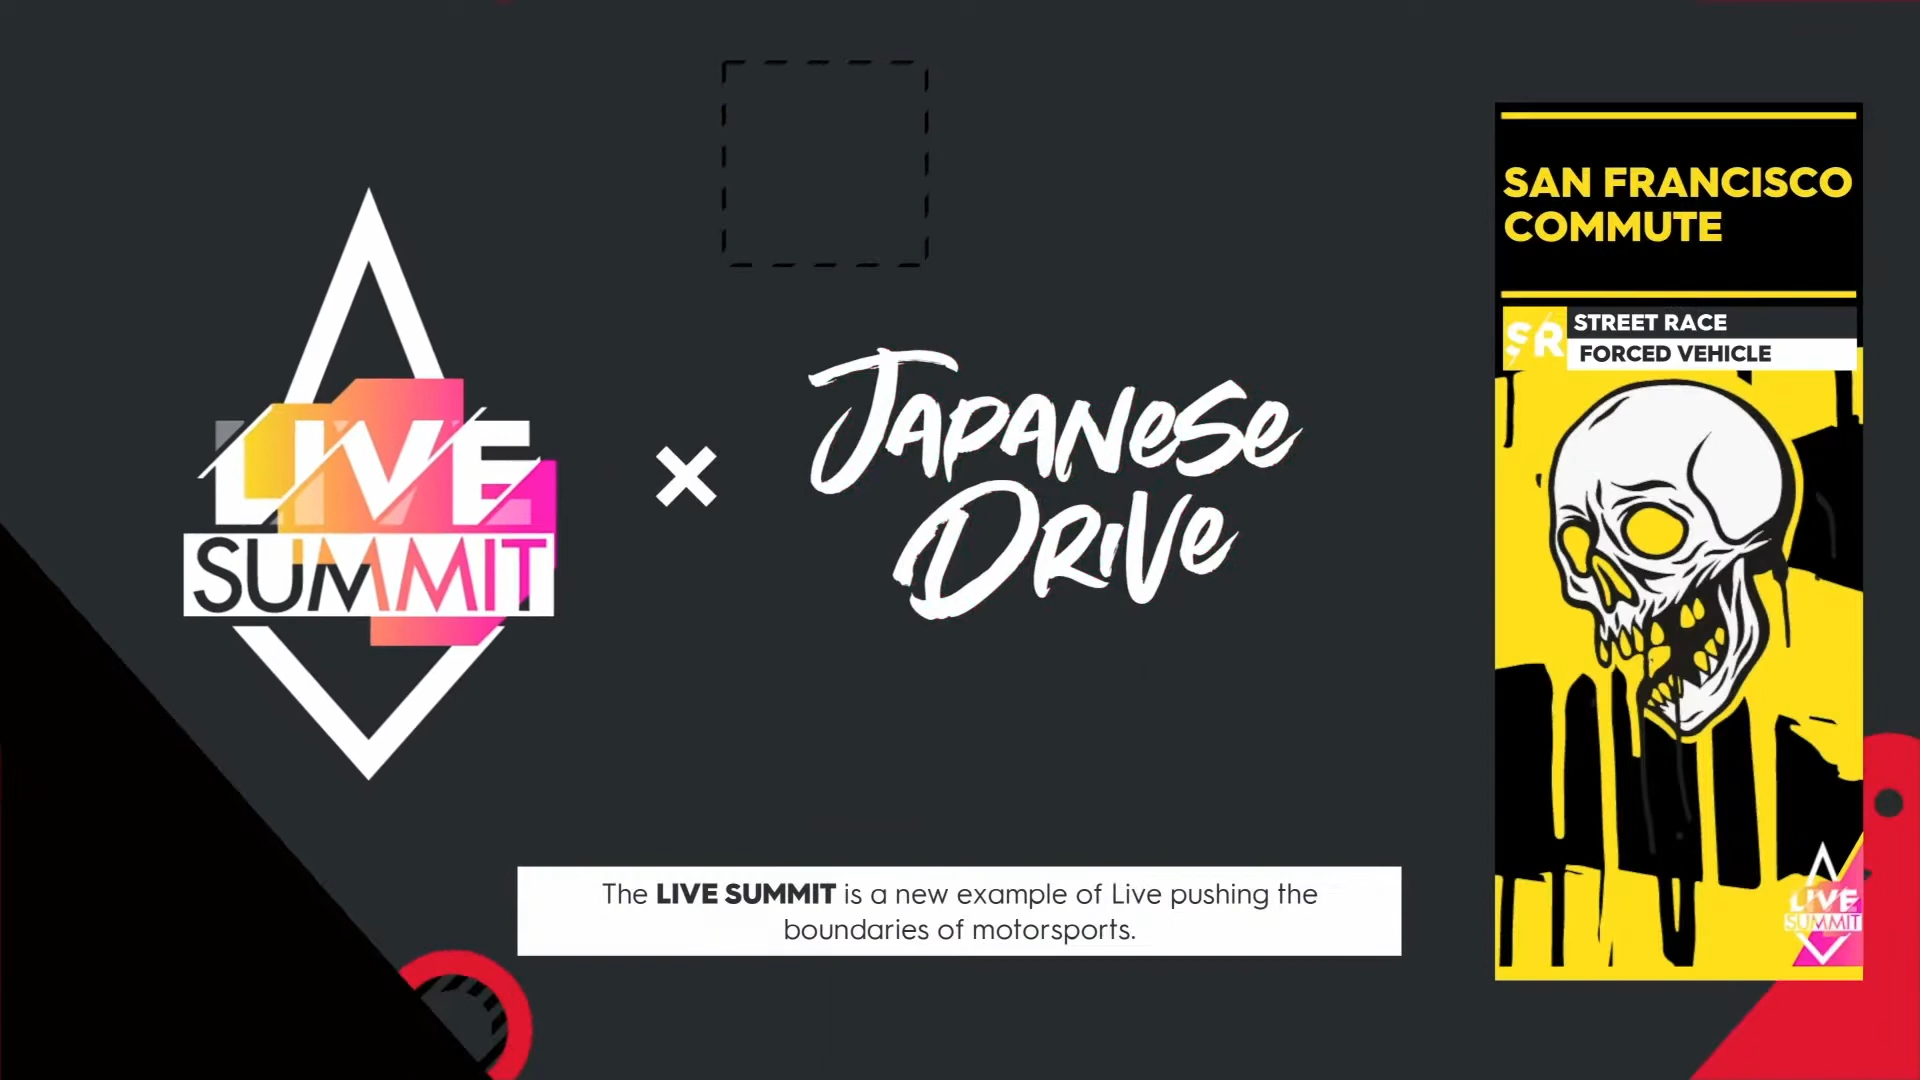 LIVE
SUMMIT
×
JAPANESE
DRIVE
SAN FRANCISCO
COMMUTE
SR
STREET RACE
FORCED VEHICLE
LIVE
SUMMIT
The LIVE SUMMIT is a new example of Live pushing the
boundaries of motorsports.